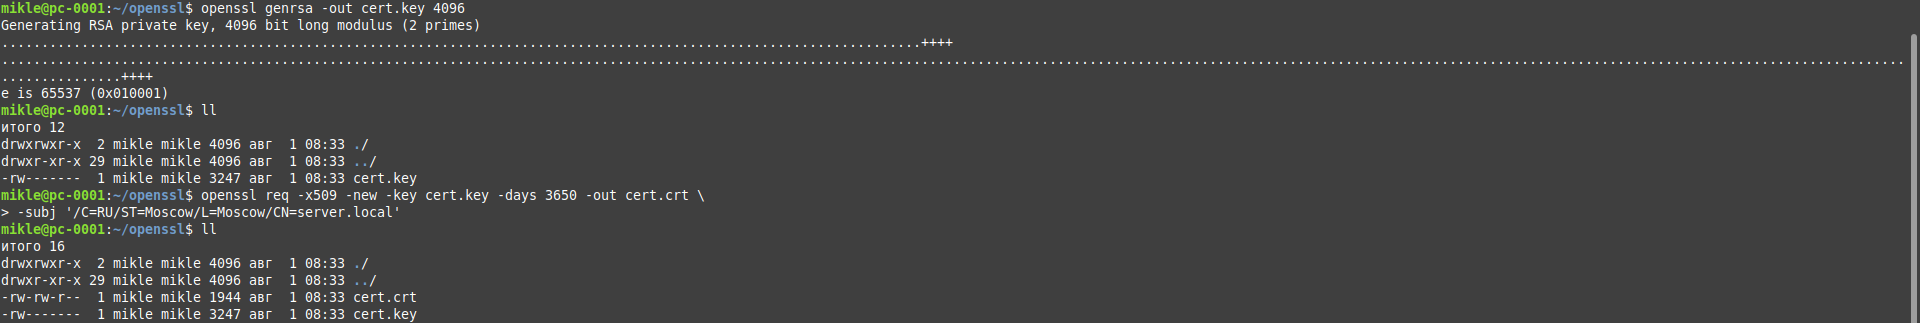 mikle@pc-0001:~/openssl$ openssl genrsa -out cert.key 4096
Generating RSA private key, 4096 bit long modulus (2 primes)
...................................................................................................................++++
..............................................................................................................................................................................................................................................
...............++++
e is 65537 (0x010001)
mikle@pc-0001:~/openssl$ ll
итого 12
drwxrwxr-x  2 mikle mikle 4096 авг  1 08:33 ./
drwxr-xr-x 29 mikle mikle 4096 авг  1 08:33 ../
-rw-------  1 mikle mikle 3247 авг  1 08:33 cert.key
mikle@pc-0001:~/openssl$ openssl req -x509 -new -key cert.key -days 3650 -out cert.crt \
> -subj '/C=RU/ST=Moscow/L=Moscow/CN=server.local'
mikle@pc-0001:~/openssl$ ll
итого 16
drwxrwxr-x  2 mikle mikle 4096 авг  1 08:33 ./
drwxr-xr-x 29 mikle mikle 4096 авг  1 08:33 ../
-rw-rw-r--  1 mikle mikle 1944 авг  1 08:33 cert.crt
-rw-------  1 mikle mikle 3247 авг  1 08:33 cert.key